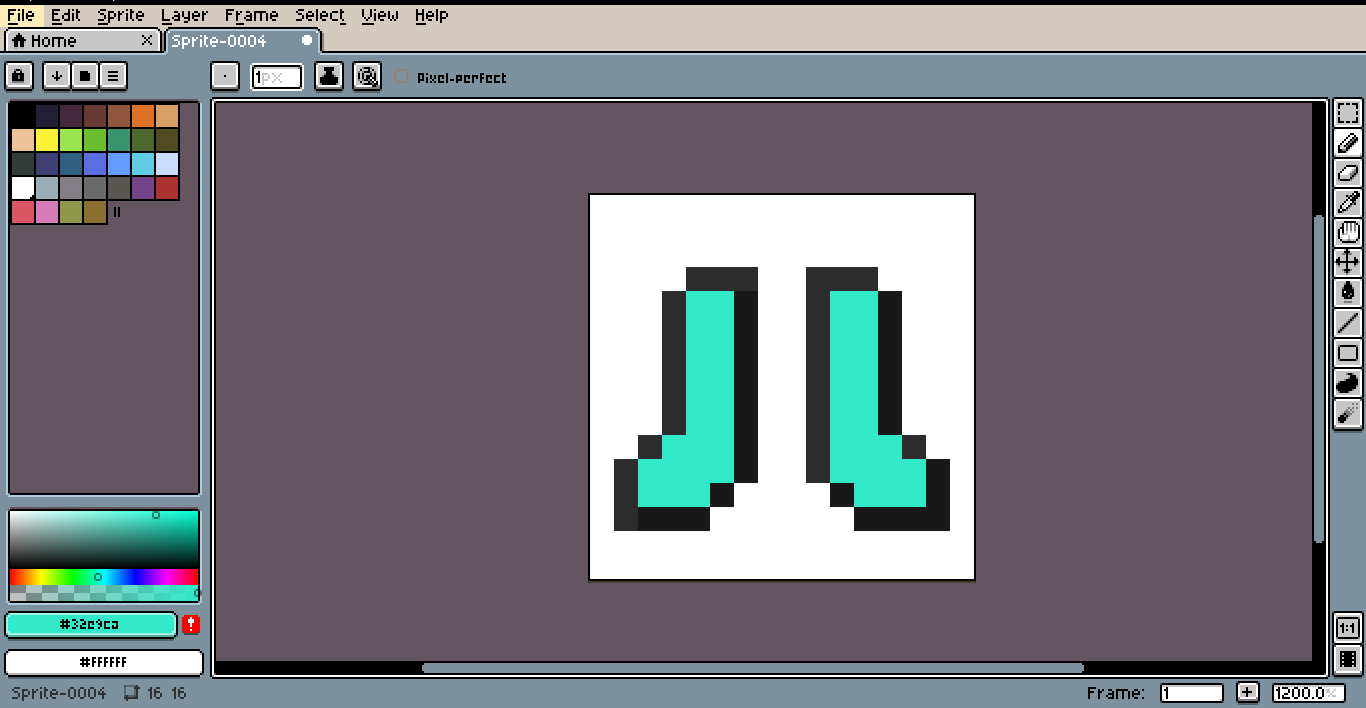 File Edit Sprite Layer Frame Select View Help
Home Sprite-0004
1px Pixel-perfect
#32e9ca
#FFFFFF
1:1
Sprite-0004 16 16 Frame: 1 1200.0%